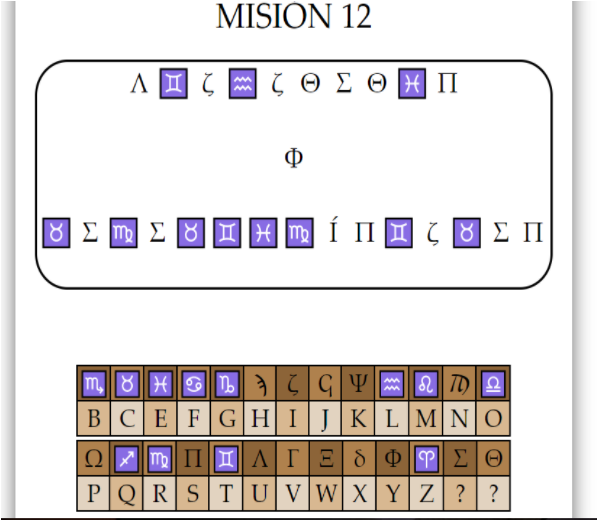 MISION 12
Λ ♊ ζ ♒ ζ Θ Σ Θ ♓ Π
Φ
♉ Σ ♍ Σ ♉ ♊ ♓ ♍ Í Π ♊ ζ ♉ Σ Π
♏ ♉ ♓ ♋ ♑ ϡ ζ ϛ Ψ ♒ ♌ ⅅ ♎
B C E F G H I J K L M N O
Ω ♐ ♍ Π ♊ Λ Γ Ξ δ Φ ♈ Σ Θ
P Q R S T U V W X Y Z ? ?